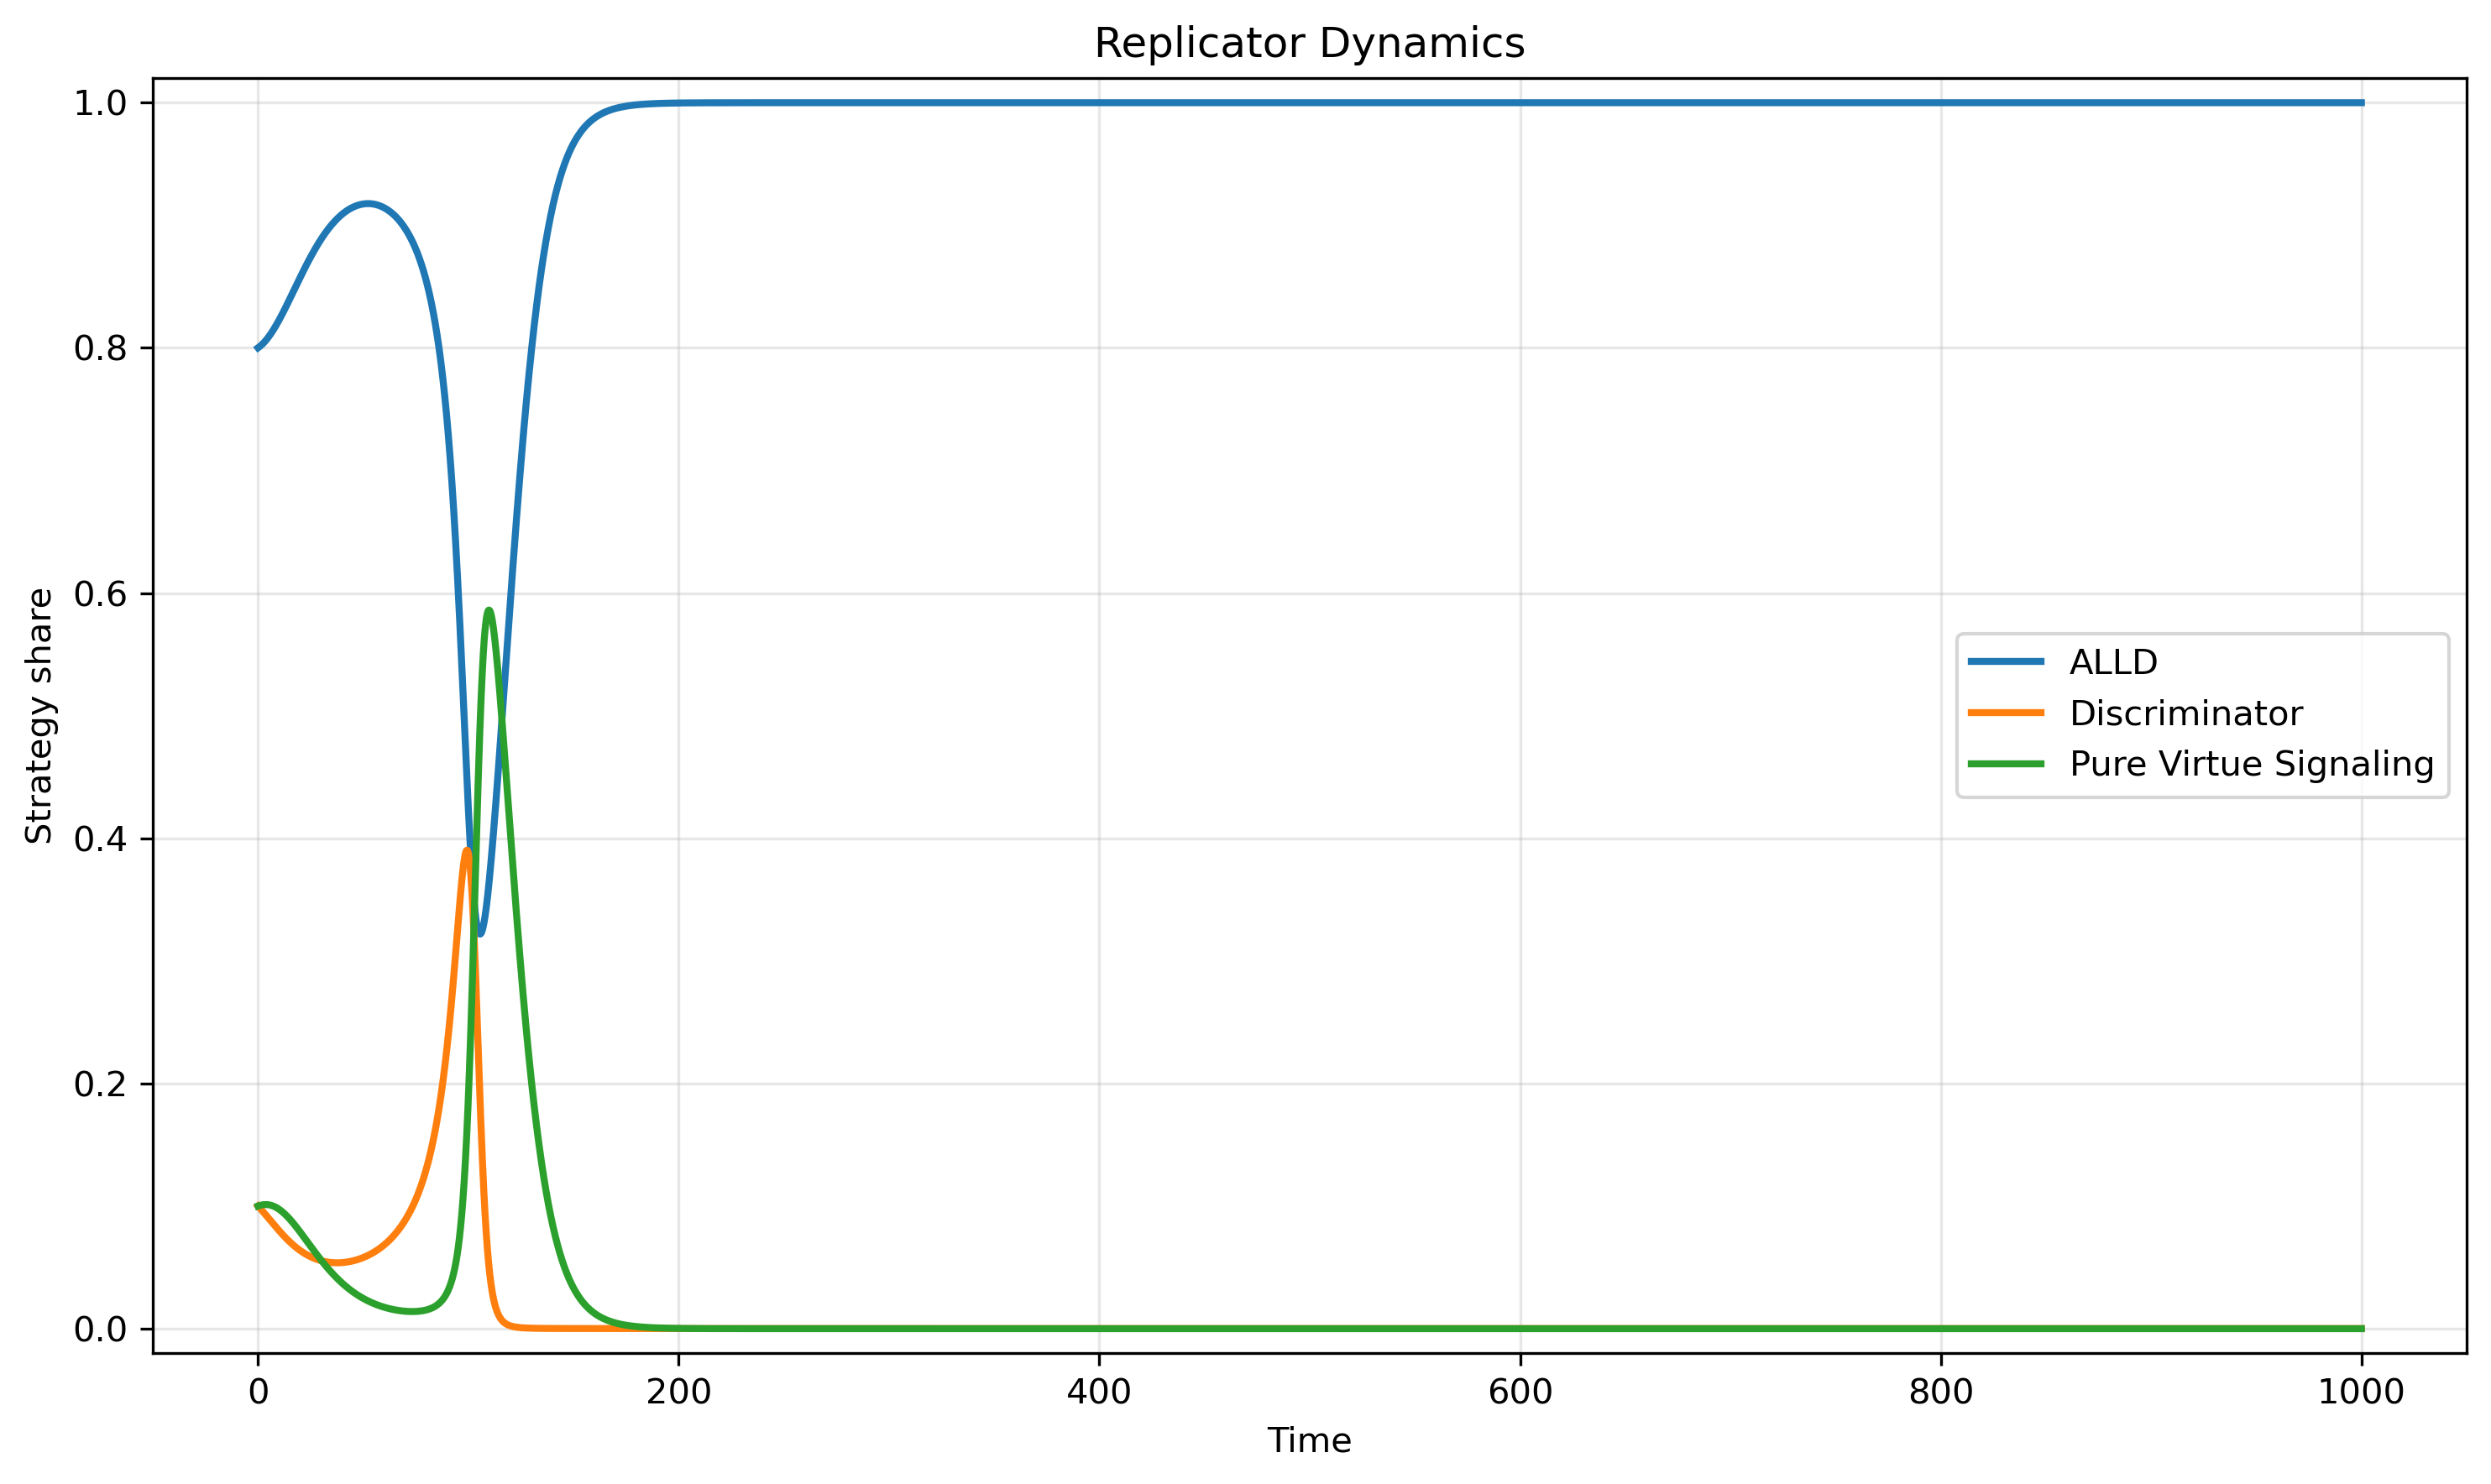 Replicator Dynamics
Strategy share
1.0
0.8
0.6
0.4
0.2
0.0
ALLD
Discriminator
Pure Virtue Signaling
0 200 400 600 800 1000
Time